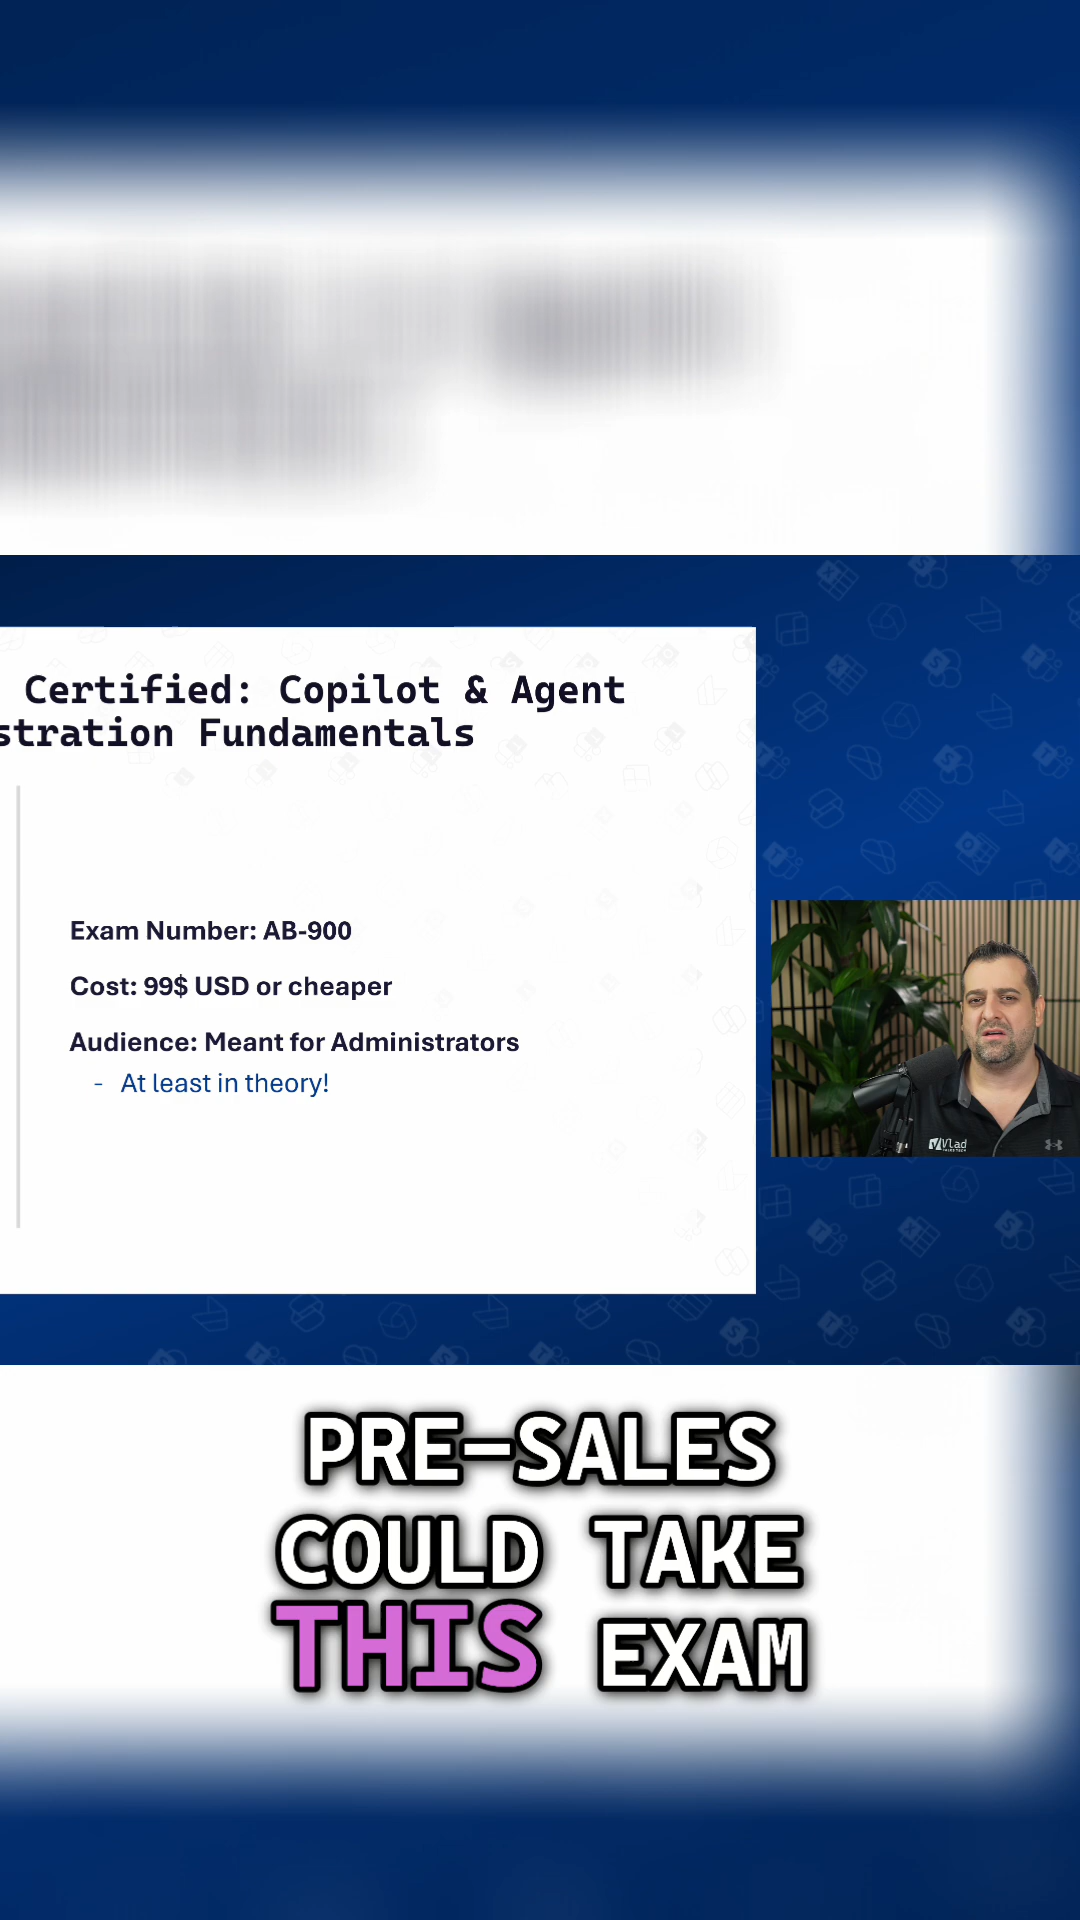 Certified: Copilot & Agent
stration Fundamentals
Exam Number: AB-900
Cost: 99$ USD or cheaper
Audience: Meant for Administrators
- At least in theory!
Vlad
PRE-SALES
COULD TAKE
THIS EXAM